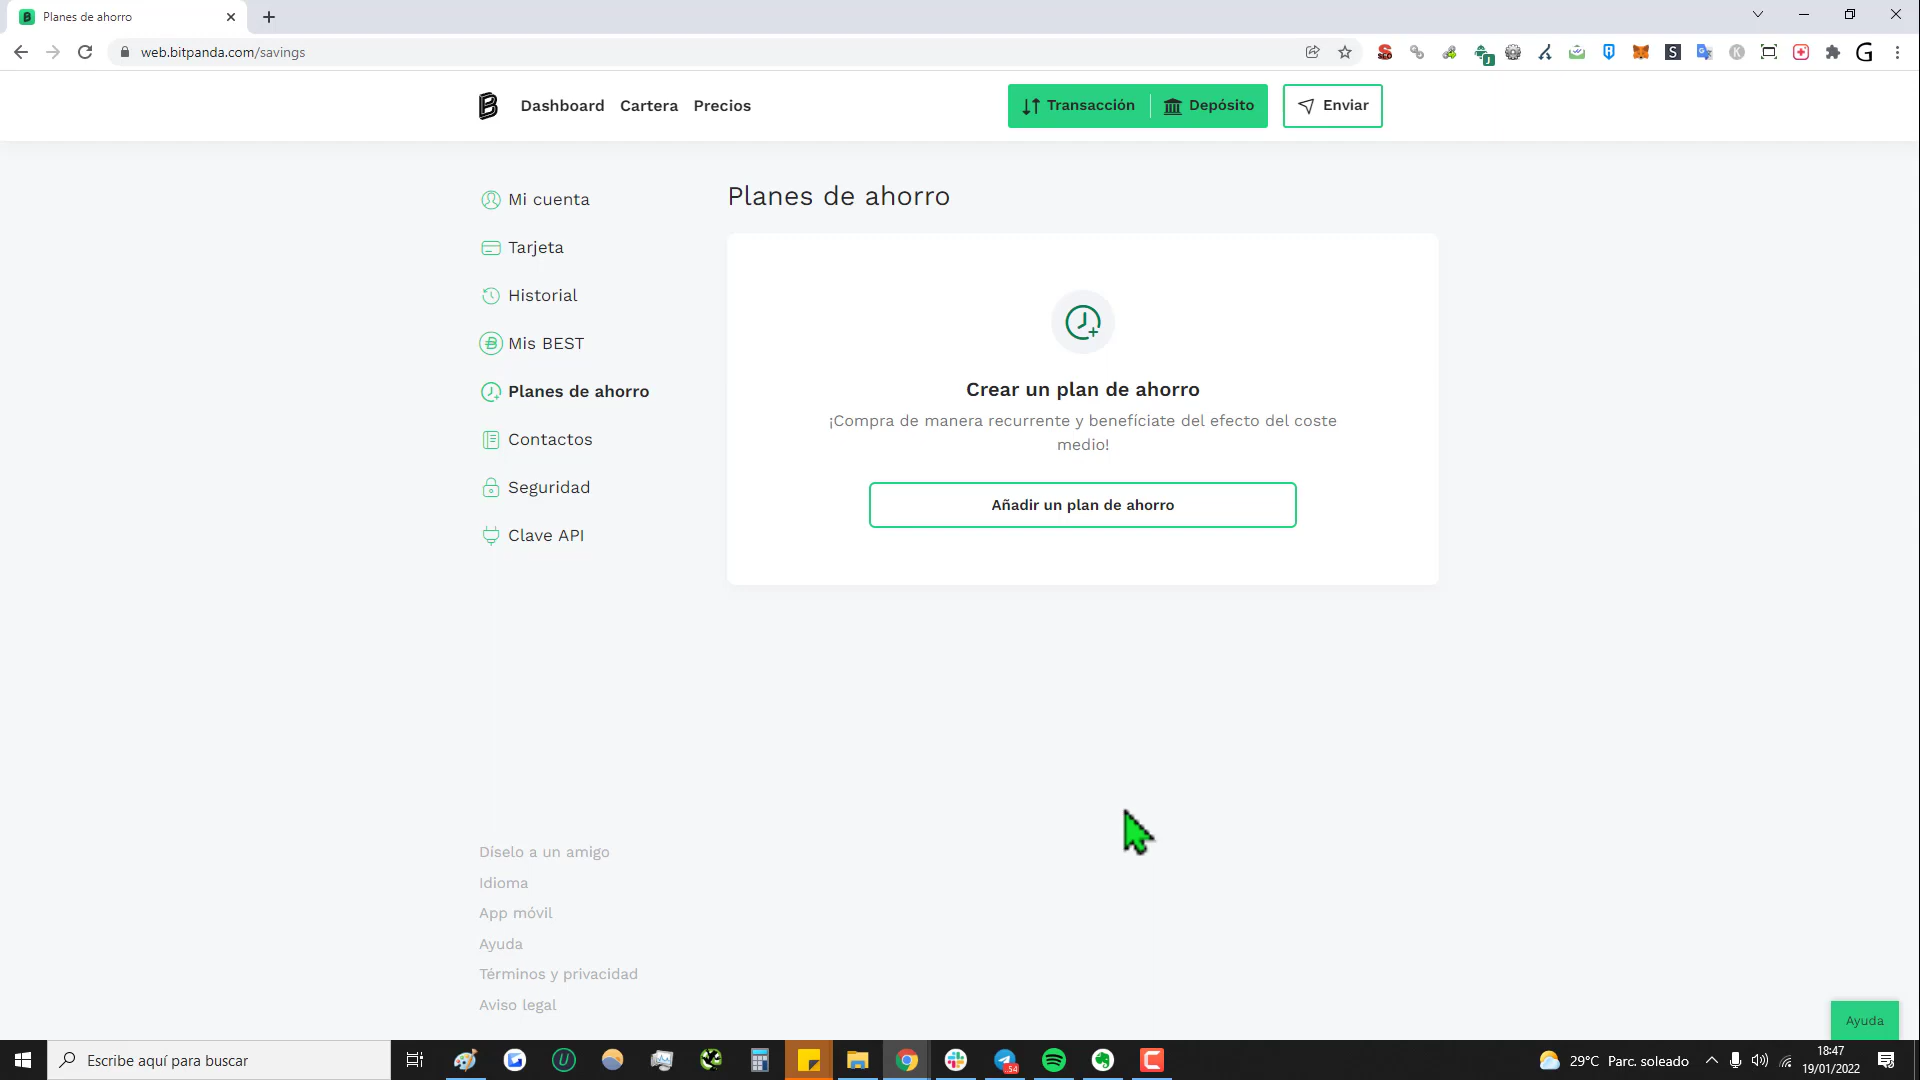 Planes de ahorro
web.bitpanda.com/savings
Dashboard
Cartera
Precios
Transacción
Depósito
Enviar
Mi cuenta
Tarjeta
Historial
Mis BEST
Planes de ahorro
Contactos
Seguridad
Clave API
Planes de ahorro
Crear un plan de ahorro
¡Compra de manera recurrente y benefíciate del efecto del coste
medio!
Añadir un plan de ahorro
Díselo a un amigo
Idioma
App móvil
Ayuda
Términos y privacidad
Aviso legal
Ayuda
Escribe aquí para buscar
54
29°C Parc. soleado
18:47
19/01/2022